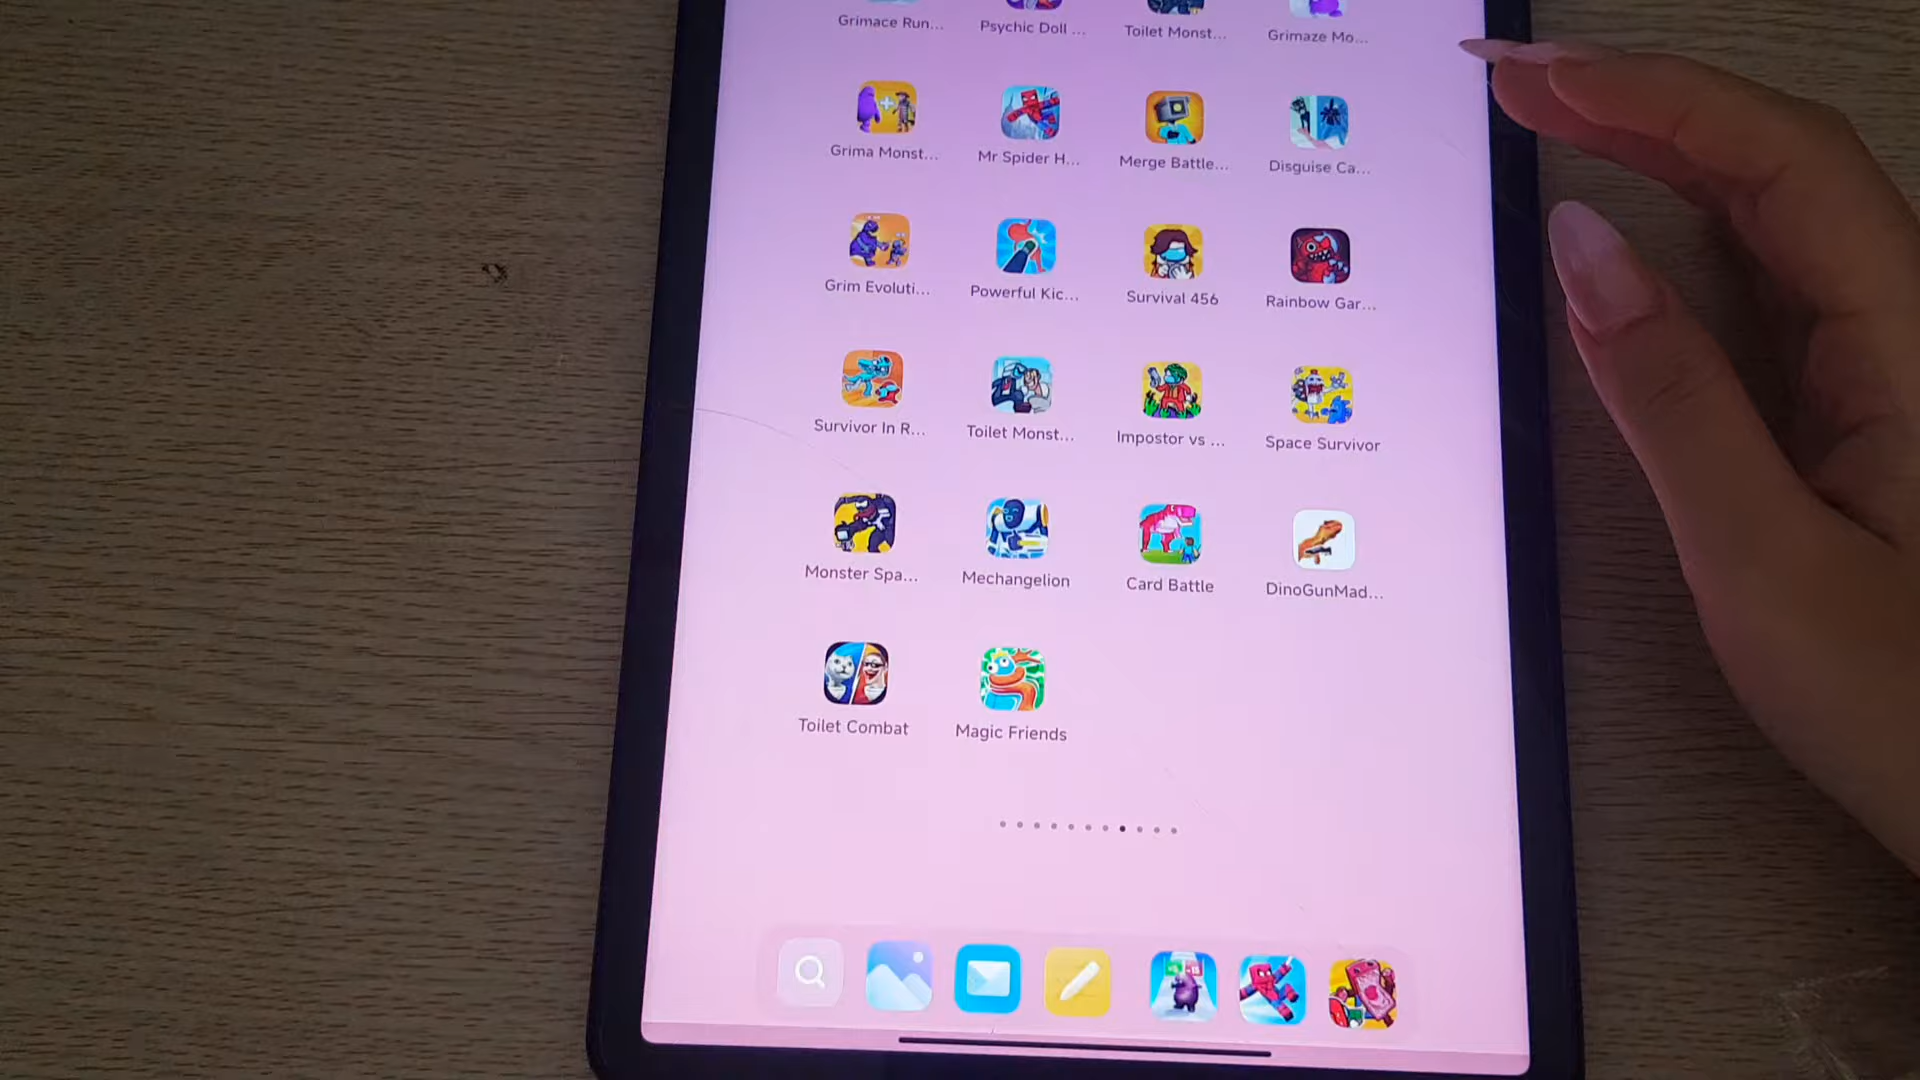 Grimace Run...
Psychic Doll ...
Toilet Monst...
Grimaze Mo...
Grima Monst...
Mr Spider H...
Merge Battle...
Disguise Ca...
Grim Evoluti...
Powerful Kic...
Survival 456
Rainbow Gar...
Survivor In R...
Toilet Monst...
Impostor vs ...
Space Survivor
Monster Spa...
Mechangelion
Card Battle
DinoGunMad...
Toilet Combat
Magic Friends